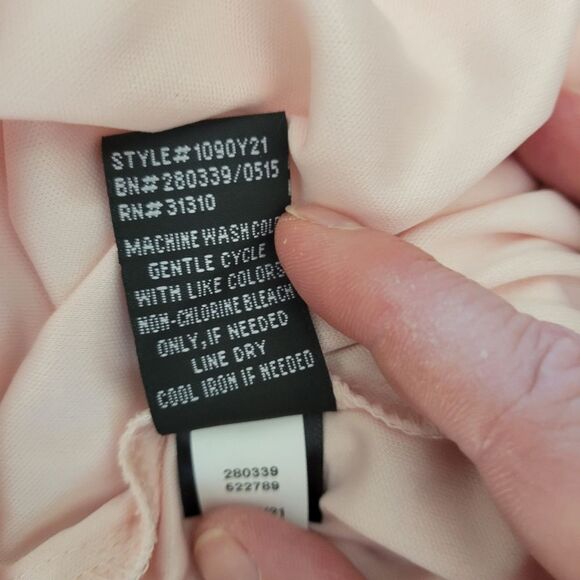 STYLE#1090Y21
BN#280339/0515
RN#31310
MACHINE WASH
GENTLE CYCLE
WITH LIKE COLORS
NON-CHLORINE BLEACH
ONLY,IF NEEDED
LINE DRY
COOL IRON IF NEEDED
280339
622789